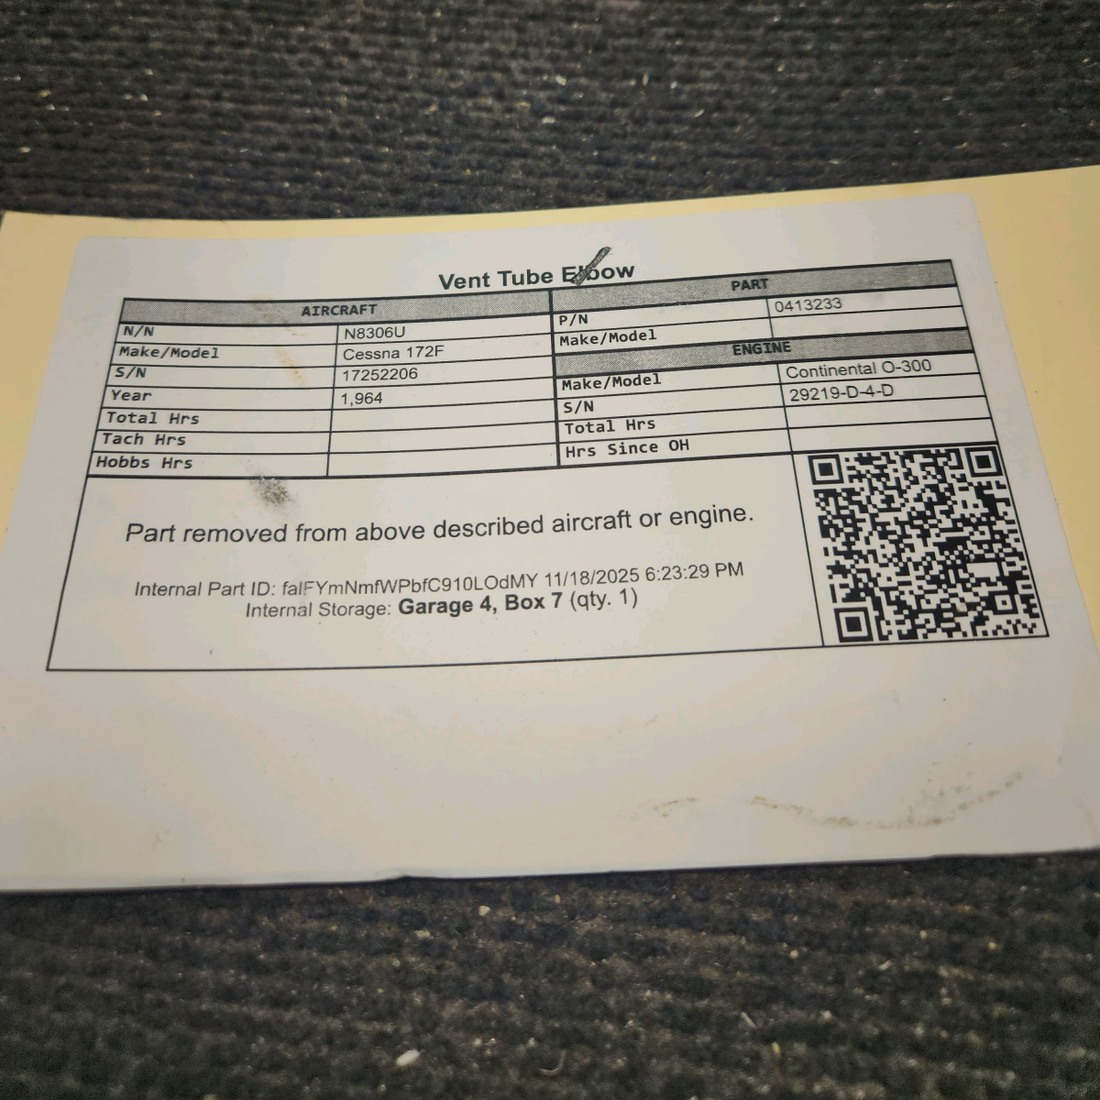 Vent Tube Elbow
AIRCRAFT
N/N N8306U
Make/Model Cessna 172F
S/N 17252206
Year 1,964
Total Hrs
Tach Hrs
Hobbs Hrs
PART
P/N 0413233
Make/Model
ENGINE
Make/Model Continental O-300
S/N 29219-D-4-D
Total Hrs
Hrs Since OH
Part removed from above described aircraft or engine.
Internal Part ID: falFYmNmfWPbfC910LOdMY 11/18/2025 6:23:29 PM
Internal Storage: Garage 4, Box 7 (qty. 1)